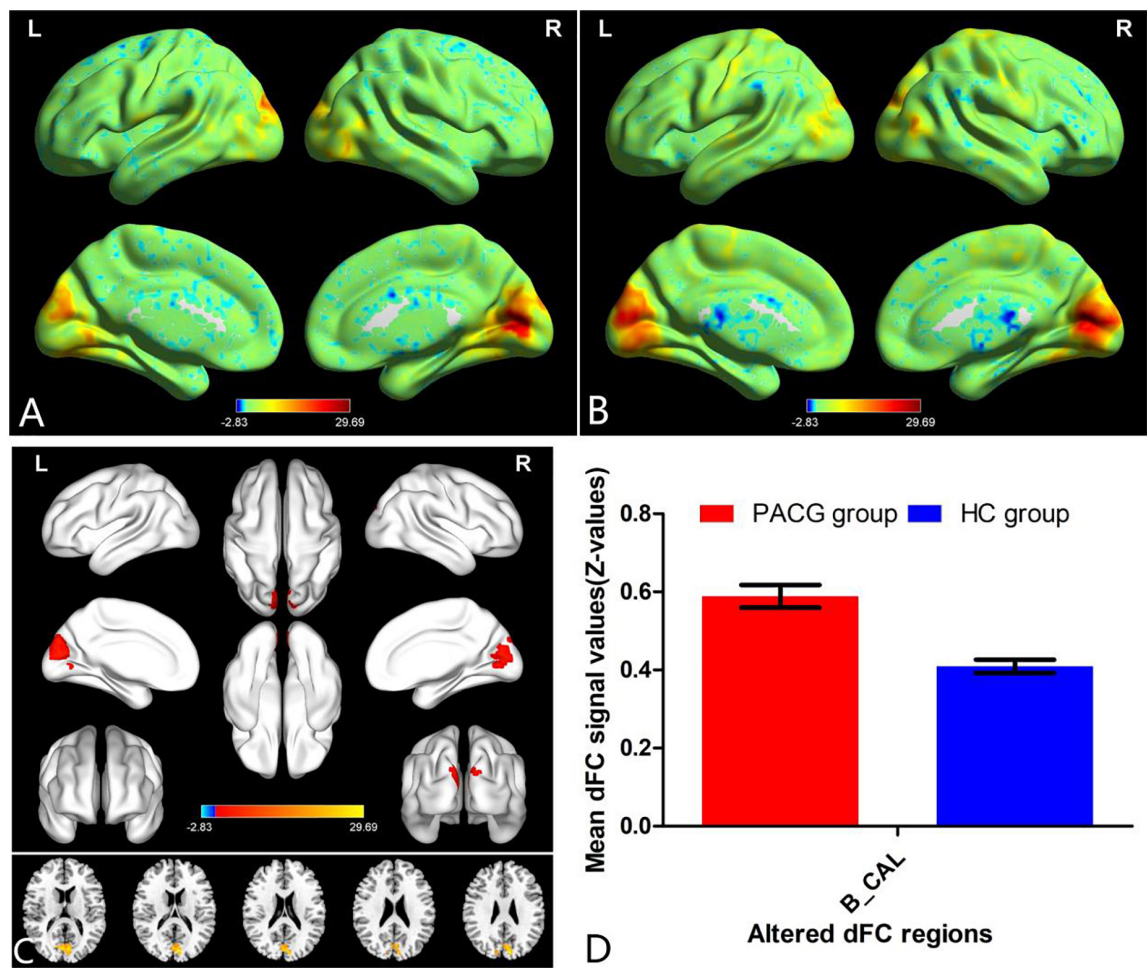 L
R
-2.83
29.69
A
L
R
-2.83
29.69
B
L
R
-2.83
29.69
C
Mean dFC signal values(Z-values)
PACG group
HC group
0.8
0.6
0.4
0.2
0.0
B_CAL
Altered dFC regions
D